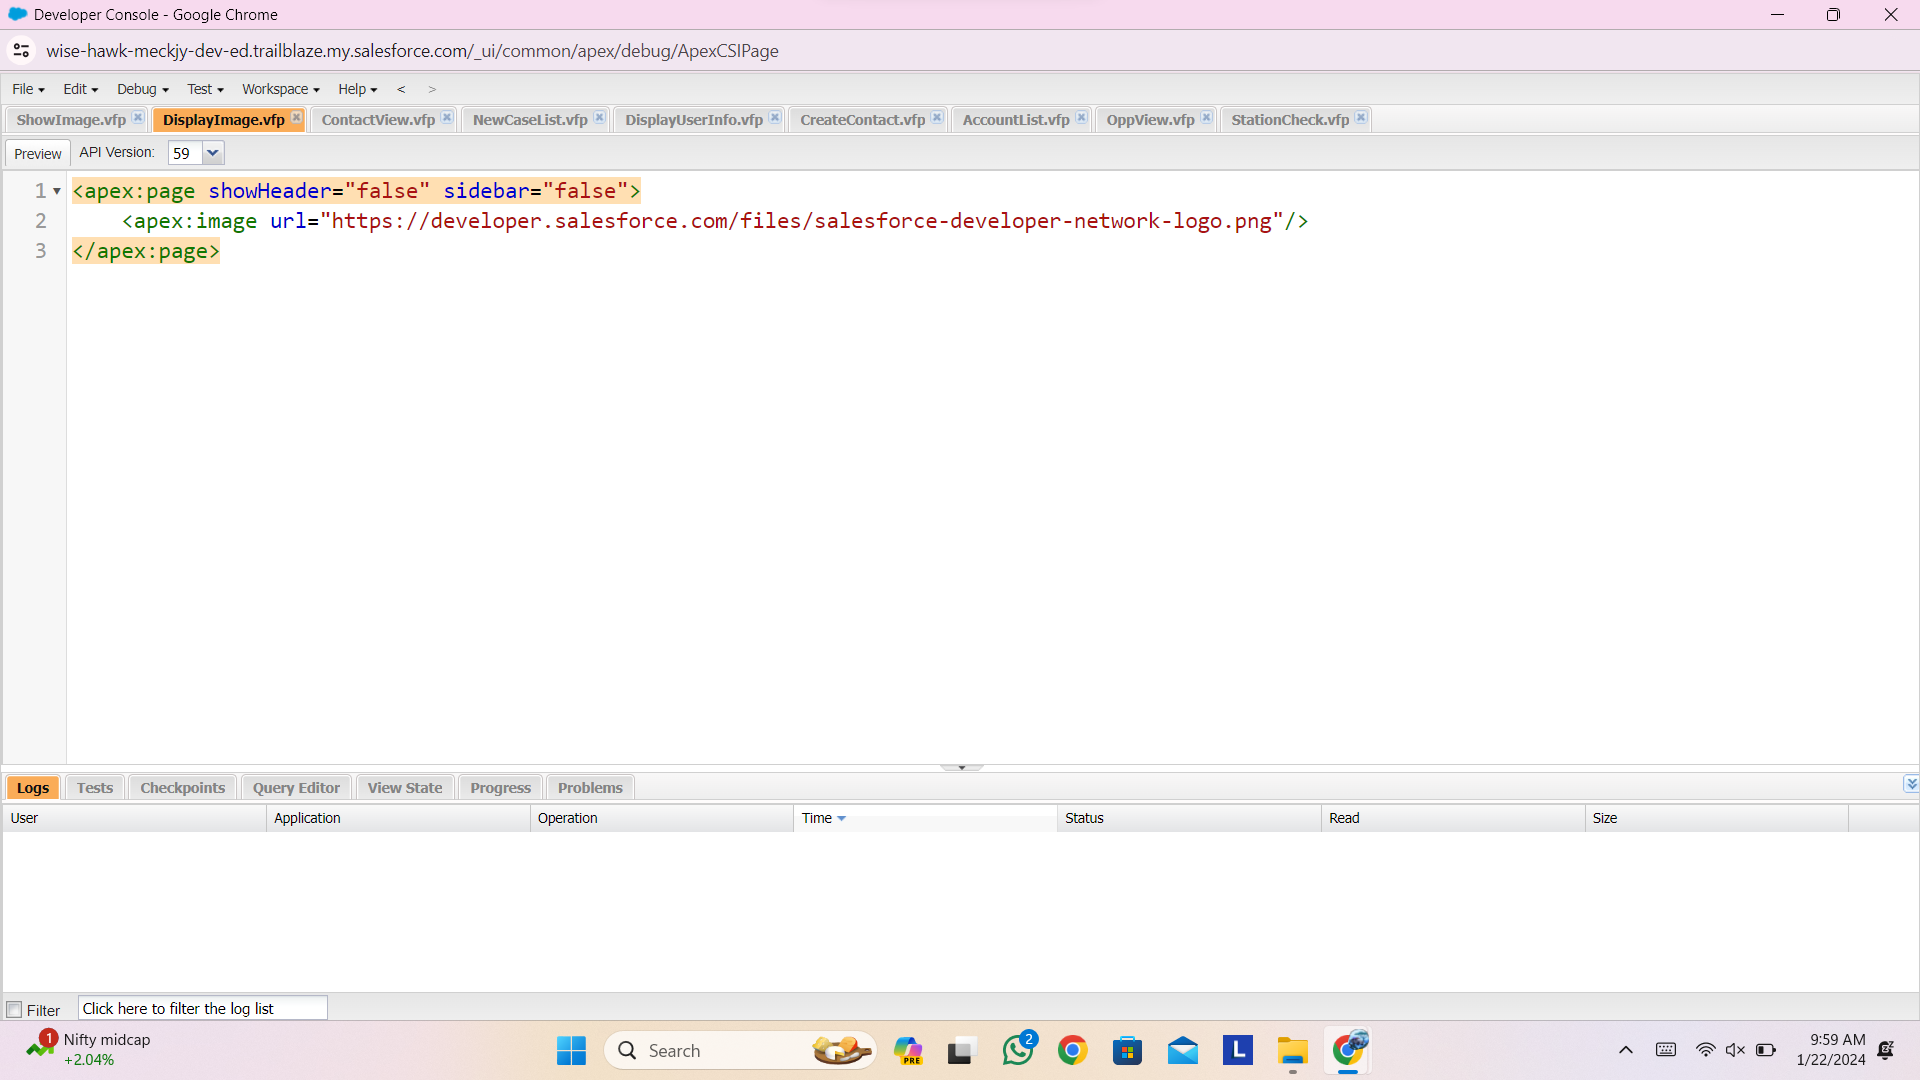 Developer Console - Google Chrome
wise-hawk-meckjy-dev-ed.trailblaze.my.salesforce.com/_ui/common/apex/debug/ApexCSIPage
File Edit Debug Test Workspace Help < >
ShowImage.vfp DisplayImage.vfp ContactView.vfp NewCaseList.vfp DisplayUserInfo.vfp CreateContact.vfp AccountList.vfp OppView.vfp StationCheck.vfp
Preview API Version: 59
1 <apex:page showHeader="false" sidebar="false">
2 <apex:image url="https://developer.salesforce.com/files/salesforce-developer-network-logo.png"/>
3 </apex:page>
Logs Tests Checkpoints Query Editor View State Progress Problems
User Application Operation Time Status Read Size
Filter Click here to filter the log list
1 Nifty midcap
+2.04%
Search
PRE
2
L
9:59 AM
1/22/2024